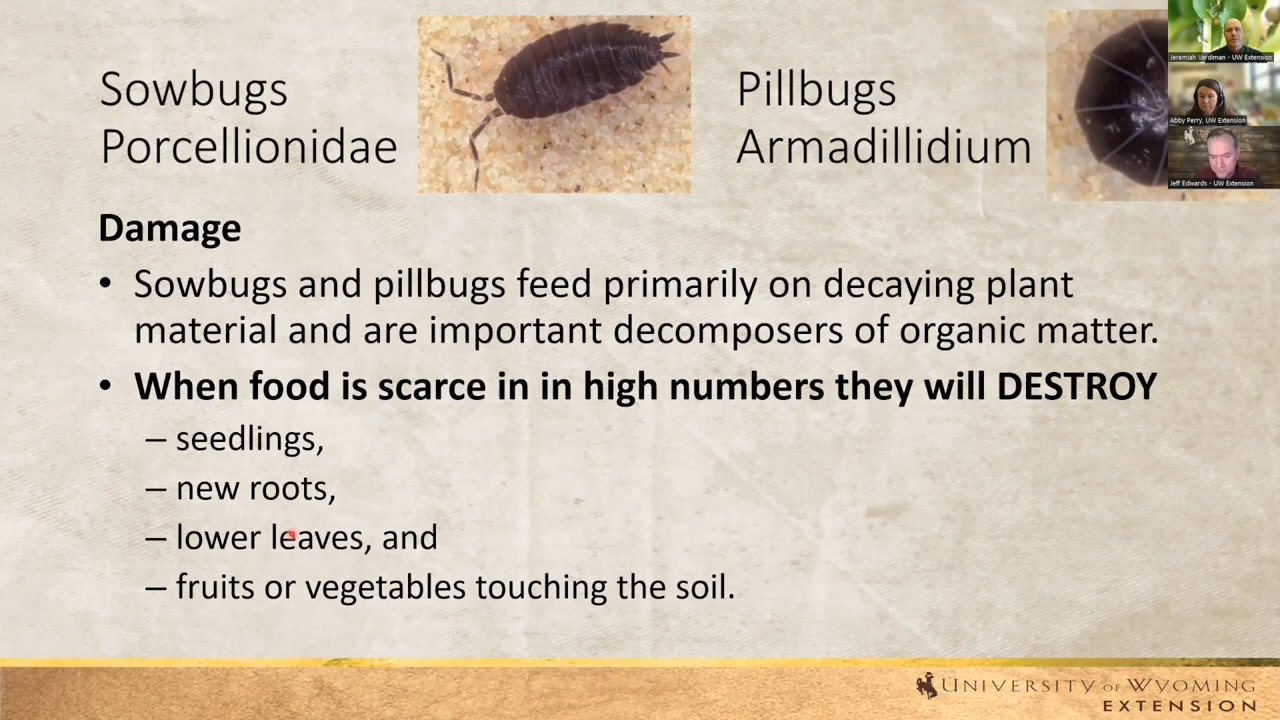 Sowbugs
Porcellionidae
Pillbugs
Armadillidium
Jeremiah Vardiman - UW Extension
Abby Perry, UW Extension
Jeff Edwards - UW Extension
Damage
• Sowbugs and pillbugs feed primarily on decaying plant
material and are important decomposers of organic matter.
• When food is scarce in in high numbers they will DESTROY
– seedlings,
– new roots,
– lower leaves, and
– fruits or vegetables touching the soil.
UNIVERSITY OF WYOMING
EXTENSION